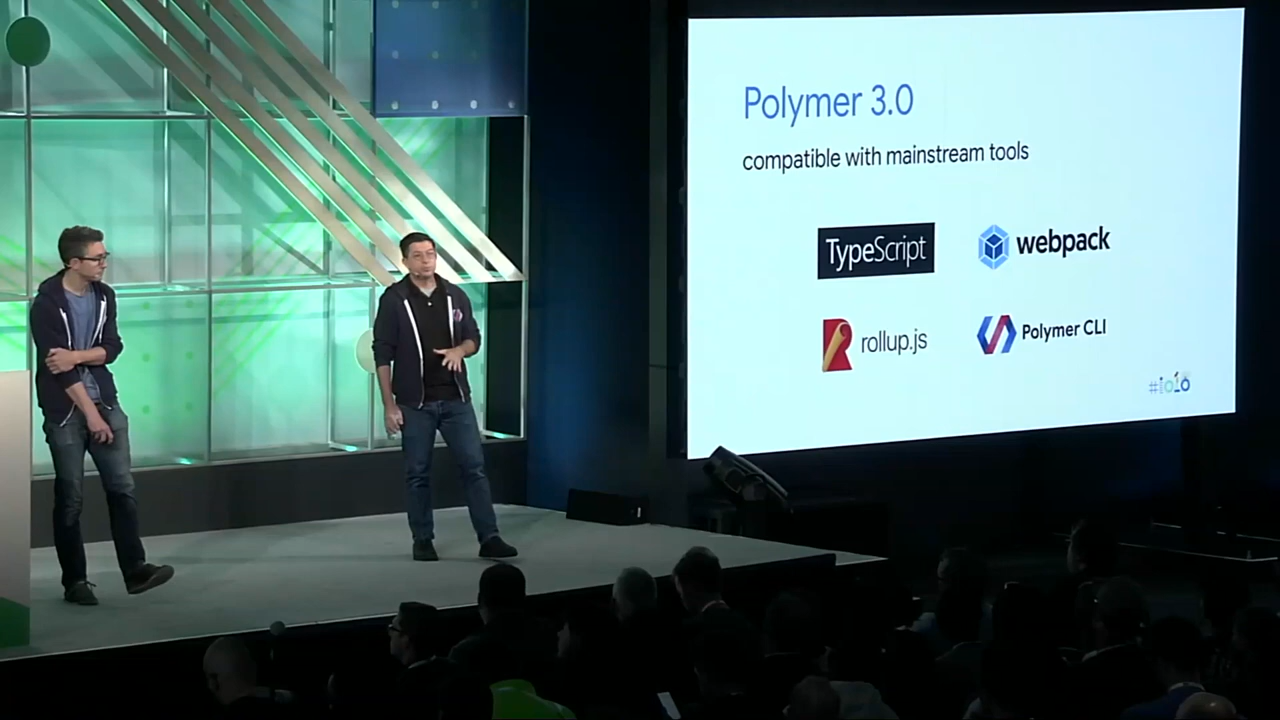 Polymer 3.0
compatible with mainstream tools
TypeScript
webpack
rollup.js
Polymer CLI
#io18